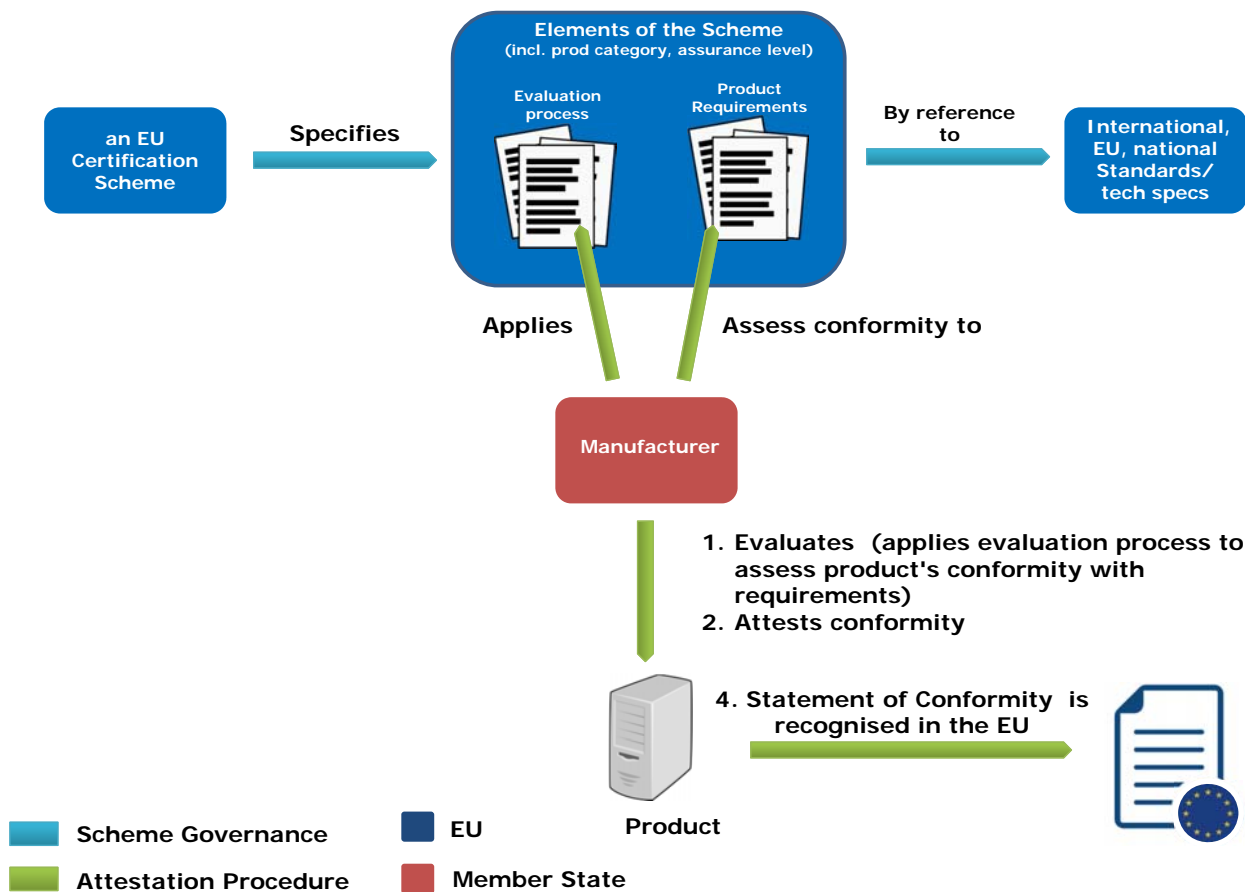 Elements of the Scheme
(incl. prod category, assurance level)
Evaluation
process
Product
Requirements
an EU
Certification
Scheme
Specifies
By reference
to
International,
EU, national
Standards/
tech specs
Applies
Assess conformity to
Manufacturer
1. Evaluates (applies evaluation process to
assess product's conformity with
requirements)
2. Attests conformity
4. Statement of Conformity is
recognised in the EU
Product
Scheme Governance
EU
Attestation Procedure
Member State